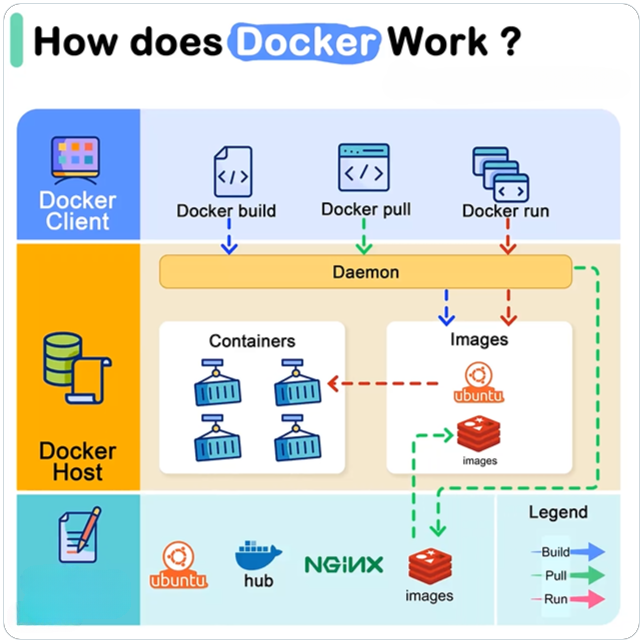 How does Docker Work ?
Docker
Client
Docker build
Docker pull
Docker run
Daemon
Docker
Host
Containers
Images
ubuntu
images
ubuntu
hub
NGINX
images
Legend
Build
Pull
Run